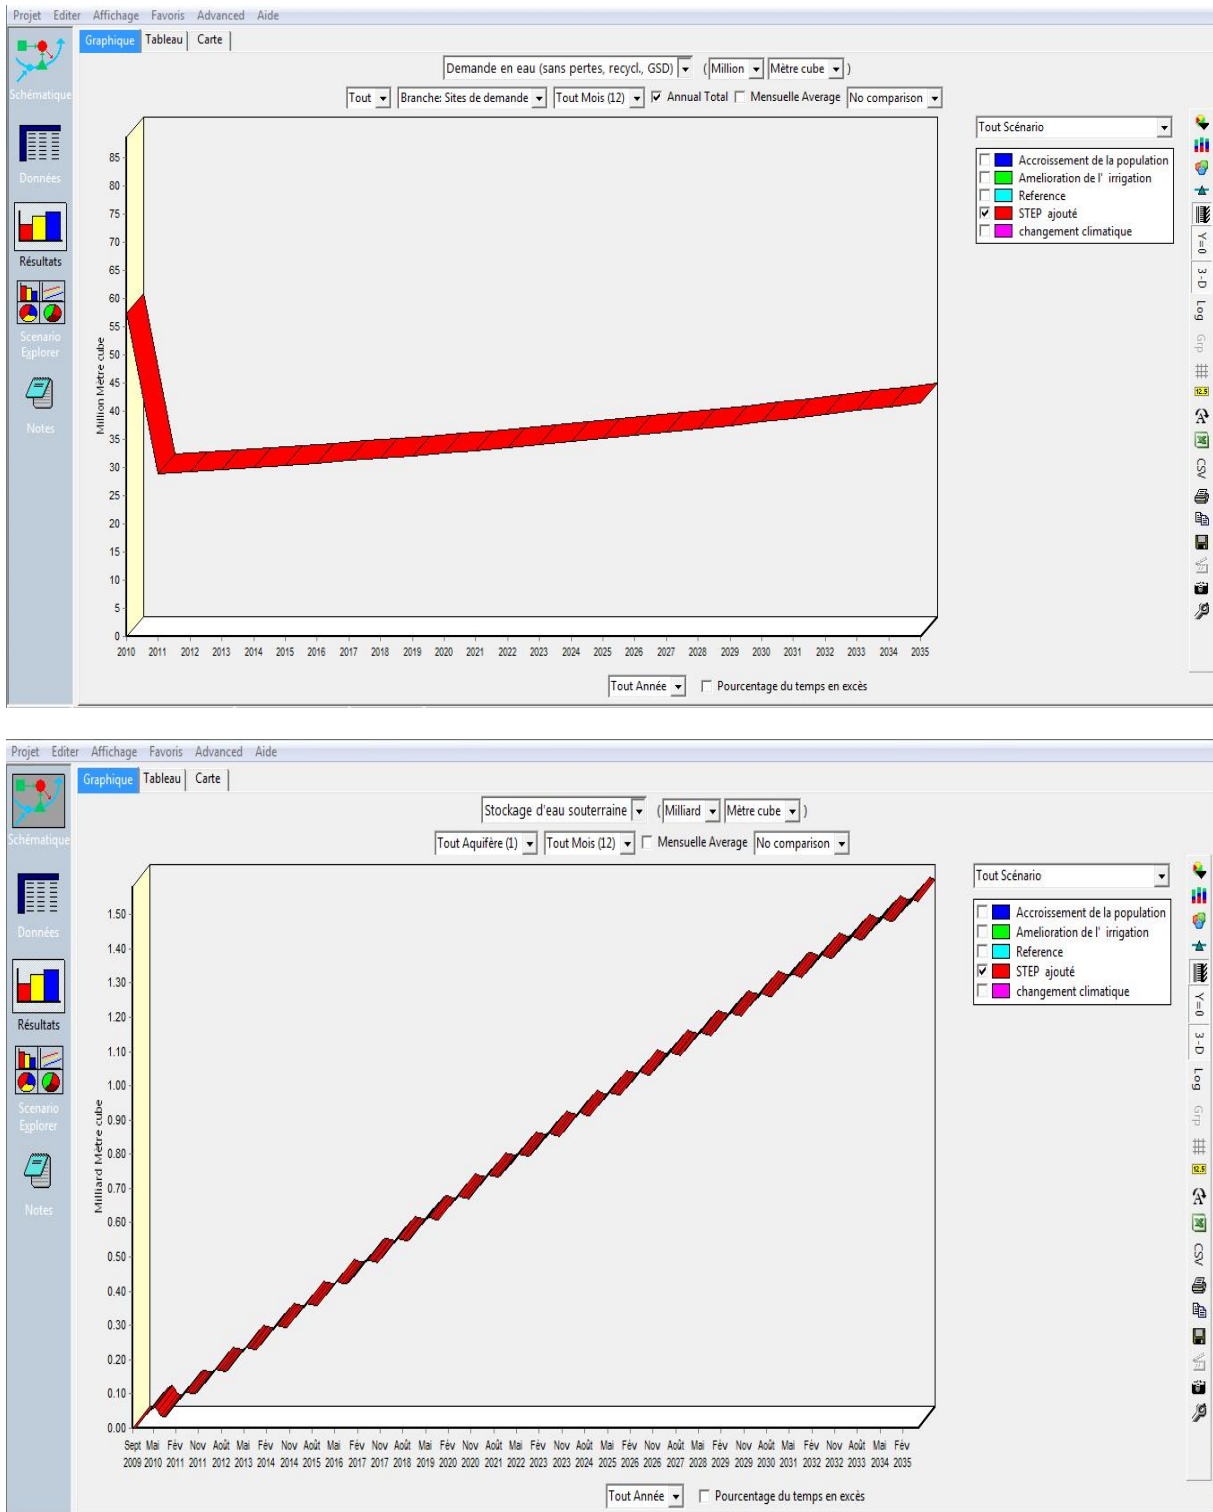 Projet Editer Affichage Favoris Advanced Aide
Graphique Tableau Carte
Demande en eau (sans pertes, recycl., GSD) ( Million Mètre cube )
Tout Branche: Sites de demande Tout Mois (12) Annual Total Mensuelle Average No comparison
Tout Scénario
Accroissement de la population
Amelioration de l' irrigation
Reference
STEP ajouté
changement climatique
Schématique
Données
Résultats
Scenario
Explorer
Notes
Million Mètre cube
85
80
75
70
65
60
55
50
45
40
35
30
25
20
15
10
5
0
2010 2011 2012 2013 2014 2015 2016 2017 2018 2019 2020 2021 2022 2023 2024 2025 2026 2027 2028 2029 2030 2031 2032 2033 2034 2035
Tout Année Pourcentage du temps en excès
Y=0
3-D
Log
Grp
12.5
A
CSV
Projet Editer Affichage Favoris Advanced Aide
Graphique Tableau Carte
Stockage d'eau souterraine ( Milliard Mètre cube )
Tout Aquifère (1) Tout Mois (12) Mensuelle Average No comparison
Tout Scénario
Accroissement de la population
Amelioration de l' irrigation
Reference
STEP ajouté
changement climatique
Schématique
Données
Résultats
Scenario
Explorer
Notes
Milliard Mètre cube
1.50
1.40
1.30
1.20
1.10
1.00
0.90
0.80
0.70
0.60
0.50
0.40
0.30
0.20
0.10
0.00
Sept Mai Fév Nov Août Mai Fév Nov Août Mai Fév Nov Août Mai Fév Nov Août Mai Fév Nov Août Mai Fév Nov Août Mai Fév Nov Août Mai Fév Nov Août Mai Fév
2009 2010 2011 2011 2012 2013 2014 2014 2015 2016 2017 2017 2018 2019 2020 2020 2021 2022 2023 2023 2024 2025 2026 2026 2027 2028 2029 2029 2030 2031 2032 2032 2033 2034 2035
Tout Année Pourcentage du temps en excès
Y=0
3-D
Log
Grp
12.5
A
CSV